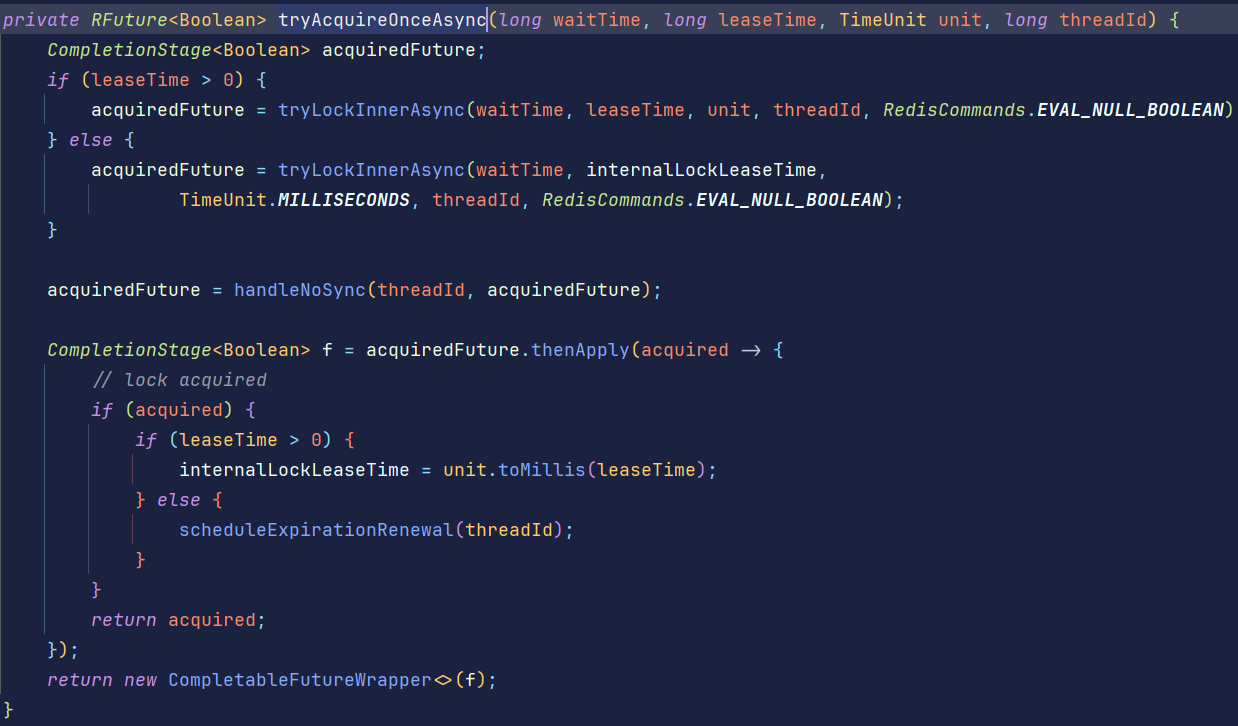 private RFuture<Boolean> tryAcquireOnceAsync(long waitTime, long leaseTime, TimeUnit unit, long threadId) {
    CompletionStage<Boolean> acquiredFuture;
    if (leaseTime > 0) {
        acquiredFuture = tryLockInnerAsync(waitTime, leaseTime, unit, threadId, RedisCommands.EVAL_NULL_BOOLEAN)
    } else {
        acquiredFuture = tryLockInnerAsync(waitTime, internalLockLeaseTime,
                TimeUnit.MILLISECONDS, threadId, RedisCommands.EVAL_NULL_BOOLEAN);
    }

    acquiredFuture = handleNoSync(threadId, acquiredFuture);

    CompletionStage<Boolean> f = acquiredFuture.thenApply(acquired -> {
        // lock acquired
        if (acquired) {
            if (leaseTime > 0) {
                internalLockLeaseTime = unit.toMillis(leaseTime);
            } else {
                scheduleExpirationRenewal(threadId);
            }
        }
        return acquired;
    });
    return new CompletableFutureWrapper<>(f);
}